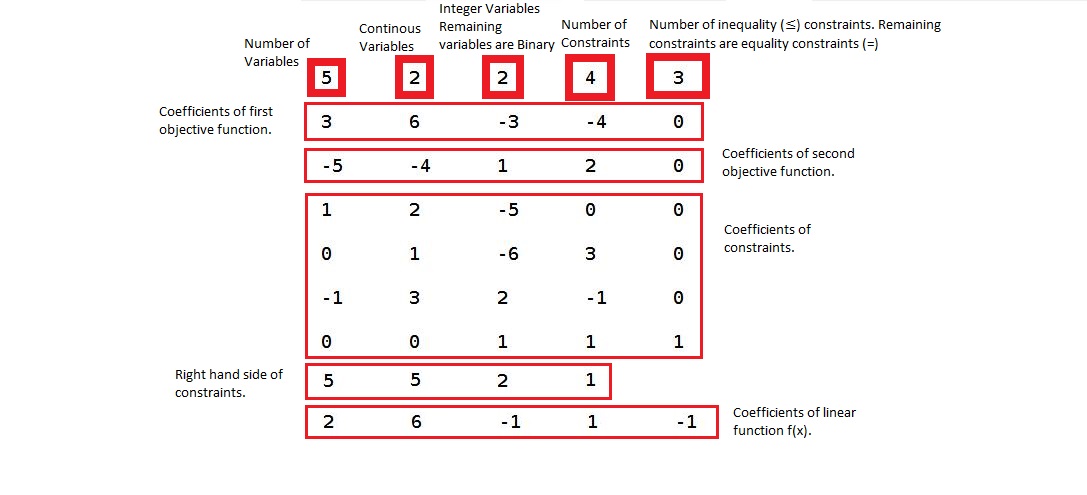 Integer Variables
Continous Remaining Number of Number of inequality (≤) constraints. Remaining
Number of Variables variables are Binary Constraints constraints are equality constraints (=)
Variables
5 2 2 4 3
Coefficients of first
objective function.
3 6 -3 -4 0
-5 -4 1 2 0
Coefficients of second
objective function.
1 2 -5 0 0
Coefficients of
constraints.
0 1 -6 3 0
-1 3 2 -1 0
0 0 1 1 1
Right hand side of
constraints.
5 5 2 1
2 6 -1 1 -1
Coefficients of linear
function f(x).